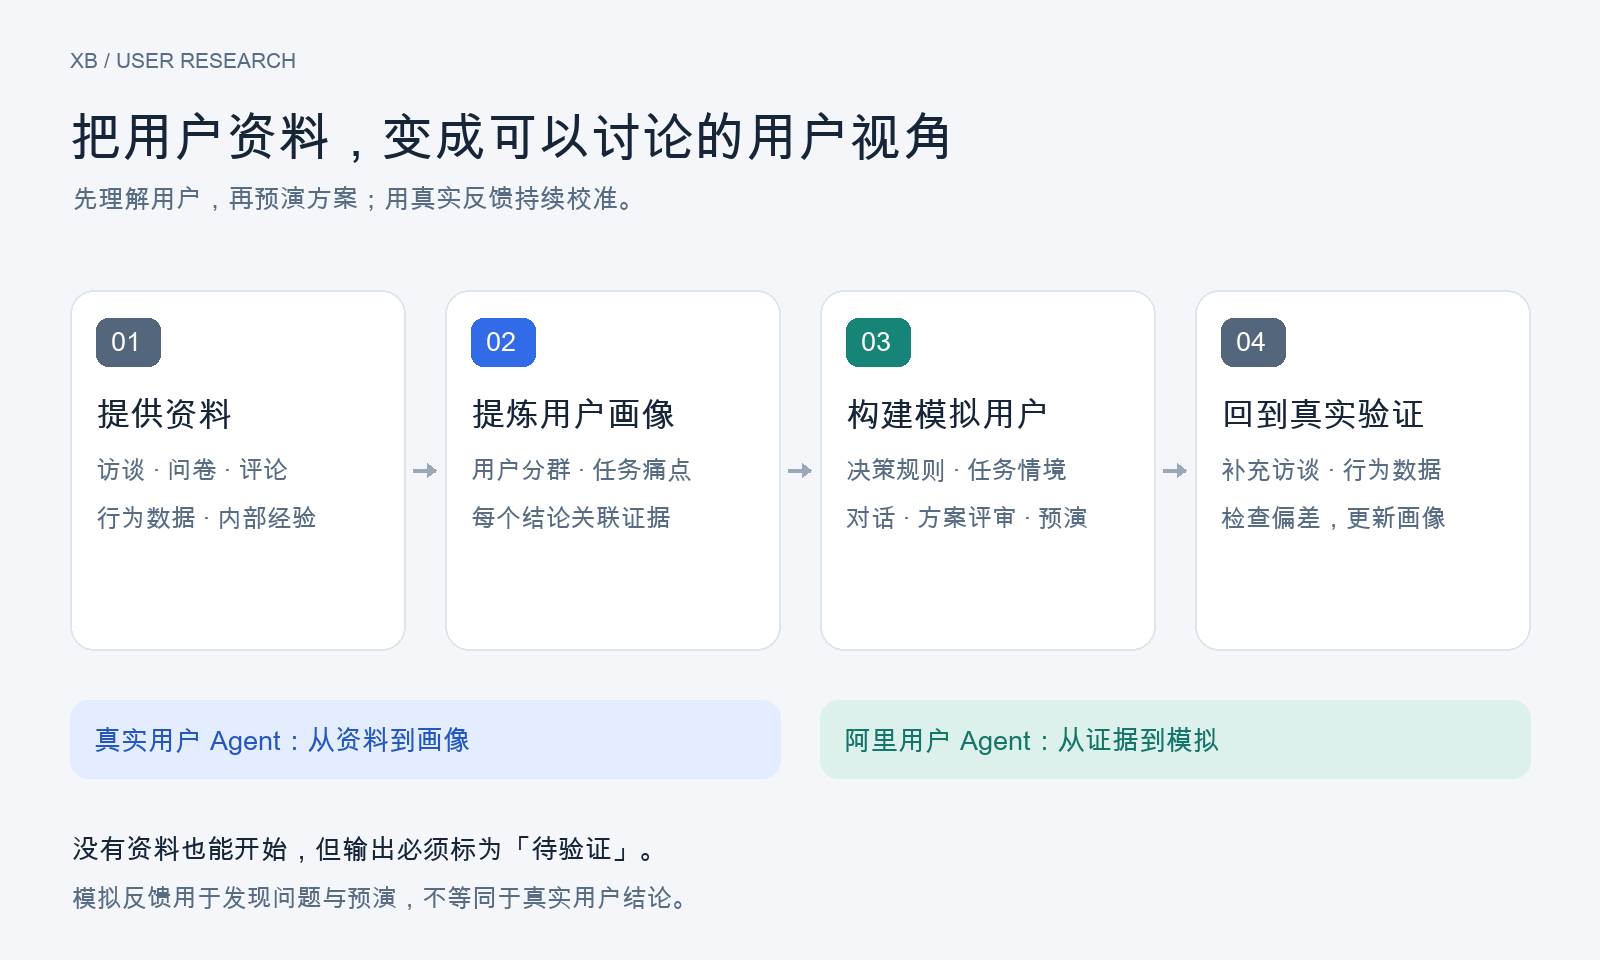 XB / USER RESEARCH
把用户资料，变成可以讨论的用户视角
先理解用户，再预演方案；用真实反馈持续校准。
01
提供资料
访谈 · 问卷 · 评论
行为数据 · 内部经验
02
提炼用户画像
用户分群 · 任务痛点
每个结论关联证据
03
构建模拟用户
决策规则 · 任务情境
对话 · 方案评审 · 预演
04
回到真实验证
补充访谈 · 行为数据
检查偏差，更新画像
真实用户 Agent：从资料到画像
阿里用户 Agent：从证据到模拟
没有资料也能开始，但输出必须标为「待验证」。
模拟反馈用于发现问题与预演，不等同于真实用户结论。